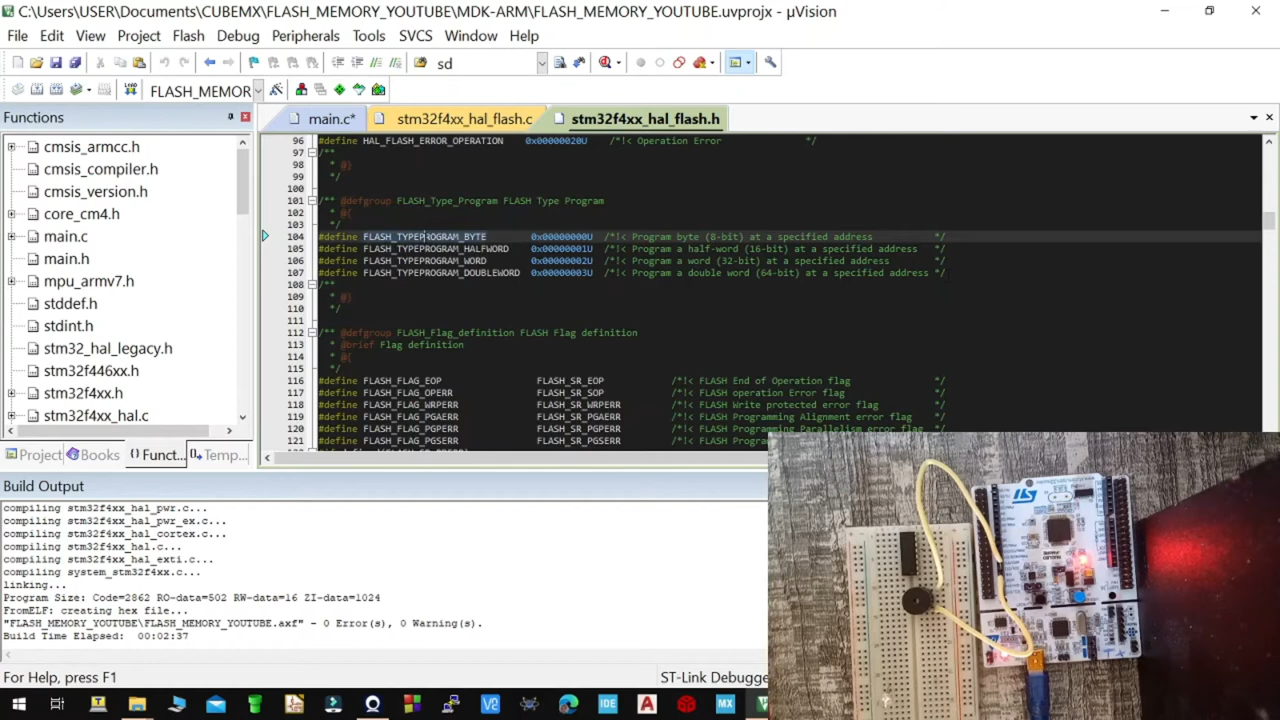 C:\Users\USER\Documents\CUBEMX\FLASH_MEMORY_YOUTUBE\MDK-ARM\FLASH_MEMORY_YOUTUBE.uvprojx - µVision
File Edit View Project Flash Debug Peripherals Tools SVCS Window Help
sd
LOAD FLASH_MEMOR
Functions
main.c* stm32f4xx_hal_flash.c stm32f4xx_hal_flash.h
cmsis_armcc.h
cmsis_compiler.h
cmsis_version.h
core_cm4.h
main.c
main.h
mpu_armv7.h
stddef.h
stdint.h
stm32_hal_legacy.h
stm32f446xx.h
stm32f4xx.h
stm32f4xx_hal.c
Project Books {} Funct... Temp...
96 #define HAL_FLASH_ERROR_OPERATION 0x00000020U /*!< Operation Error */
97 /**
98 * @}
99 */
100
101 /** @defgroup FLASH_Type_Program FLASH Type Program
102 * @{
103 */
104 #define FLASH_TYPEPROGRAM_BYTE 0x00000000U /*!< Program byte (8-bit) at a specified address */
105 #define FLASH_TYPEPROGRAM_HALFWORD 0x00000001U /*!< Program a half-word (16-bit) at a specified address */
106 #define FLASH_TYPEPROGRAM_WORD 0x00000002U /*!< Program a word (32-bit) at a specified address */
107 #define FLASH_TYPEPROGRAM_DOUBLEWORD 0x00000003U /*!< Program a double word (64-bit) at a specified address */
108 /**
109 * @}
110 */
111
112 /** @defgroup FLASH_Flag_definition FLASH Flag definition
113 * @brief Flag definition
114 * @{
115 */
116 #define FLASH_FLAG_EOP FLASH_SR_EOP /*!< FLASH End of Operation flag */
117 #define FLASH_FLAG_OPERR FLASH_SR_SOP /*!< FLASH operation Error flag */
118 #define FLASH_FLAG_WRPERR FLASH_SR_WRPERR /*!< FLASH Write protected error flag */
119 #define FLASH_FLAG_PGAERR FLASH_SR_PGAERR /*!< FLASH Programming Alignment error flag */
120 #define FLASH_FLAG_PGPERR FLASH_SR_PGPERR /*!< FLASH Programming Parallelism error flag */
121 #define FLASH_FLAG_PGSERR FLASH_SR_PGSERR /*!< FLASH
Build Output
compiling stm32f4xx_hal_pwr.c...
compiling stm32f4xx_hal_pwr_ex.c...
compiling stm32f4xx_hal_cortex.c...
compiling stm32f4xx_hal.c...
compiling stm32f4xx_hal_exti.c...
compiling system_stm32f4xx.c...
linking...
Program Size: Code=2862 RO-data=502 RW-data=16 ZI-data=1024
FromELF: creating hex file...
"FLASH_MEMORY_YOUTUBE\FLASH_MEMORY_YOUTUBE.axf" - 0 Error(s), 0 Warning(s).
Build Time Elapsed: 00:02:37
For Help, press F1
ST-Link Debugge
V2 IDE A MX